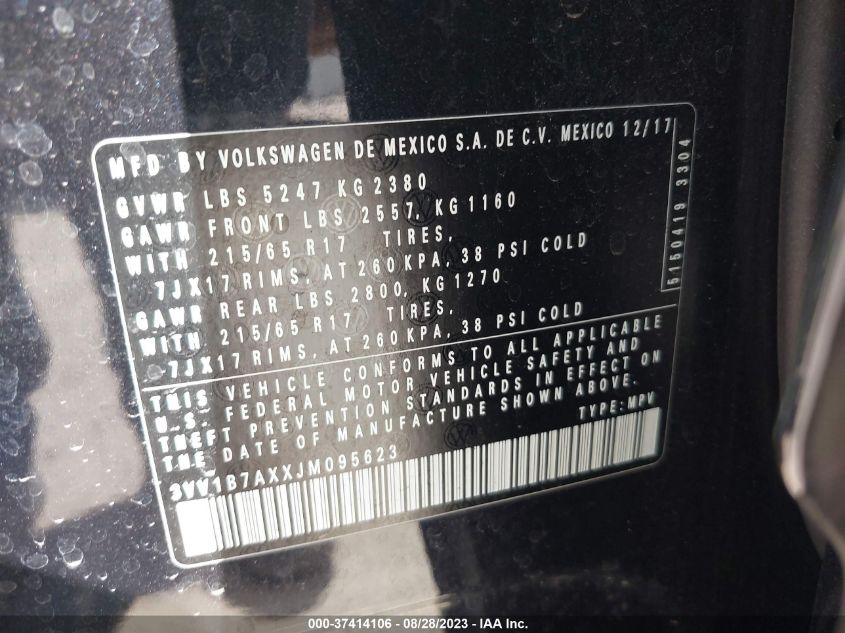 MFD BY VOLKSWAGEN DE MEXICO S.A. DE C.V. MEXICO 12/17
GVWR LBS 5247 KG 2380
GAWR FRONT LBS 2557, KG 1160
WITH 215/65 R17 TIRES,
7JX17 RIMS, AT 260 KPA, 38 PSI COLD
GAWR REAR LBS 2800, KG 1270
WITH 215/65 R17 TIRES,
7JX17 RIMS, AT 260 KPA, 38 PSI COLD
5150419 3304
THIS VEHICLE CONFORMS TO ALL APPLICABLE
U.S. FEDERAL MOTOR VEHICLE SAFETY AND
THEFT PREVENTION STANDARDS IN EFFECT ON
THE DATE OF MANUFACTURE SHOWN ABOVE.
TYPE: MPV
3VV1B7AXXJM095623
000-37414106 - 08/28/2023 - IAA Inc.